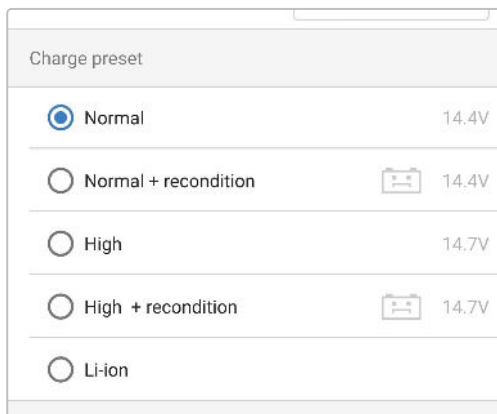 Charge preset
Normal 14.4V
Normal + recondition 14.4V
High 14.7V
High + recondition 14.7V
Li-ion